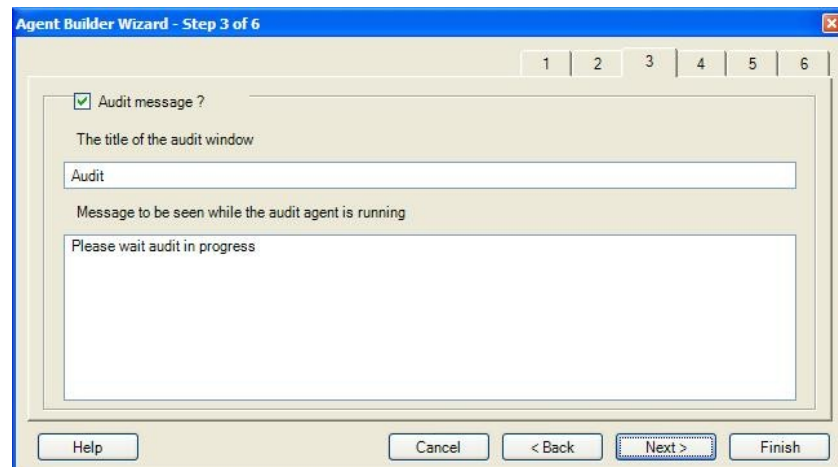 Agent Builder Wizard - Step 3 of 6
1 2 3 4 5 6
Audit message ?
The title of the audit window
Audit
Message to be seen while the audit agent is running
Please wait audit in progress
Help Cancel < Back Next > Finish